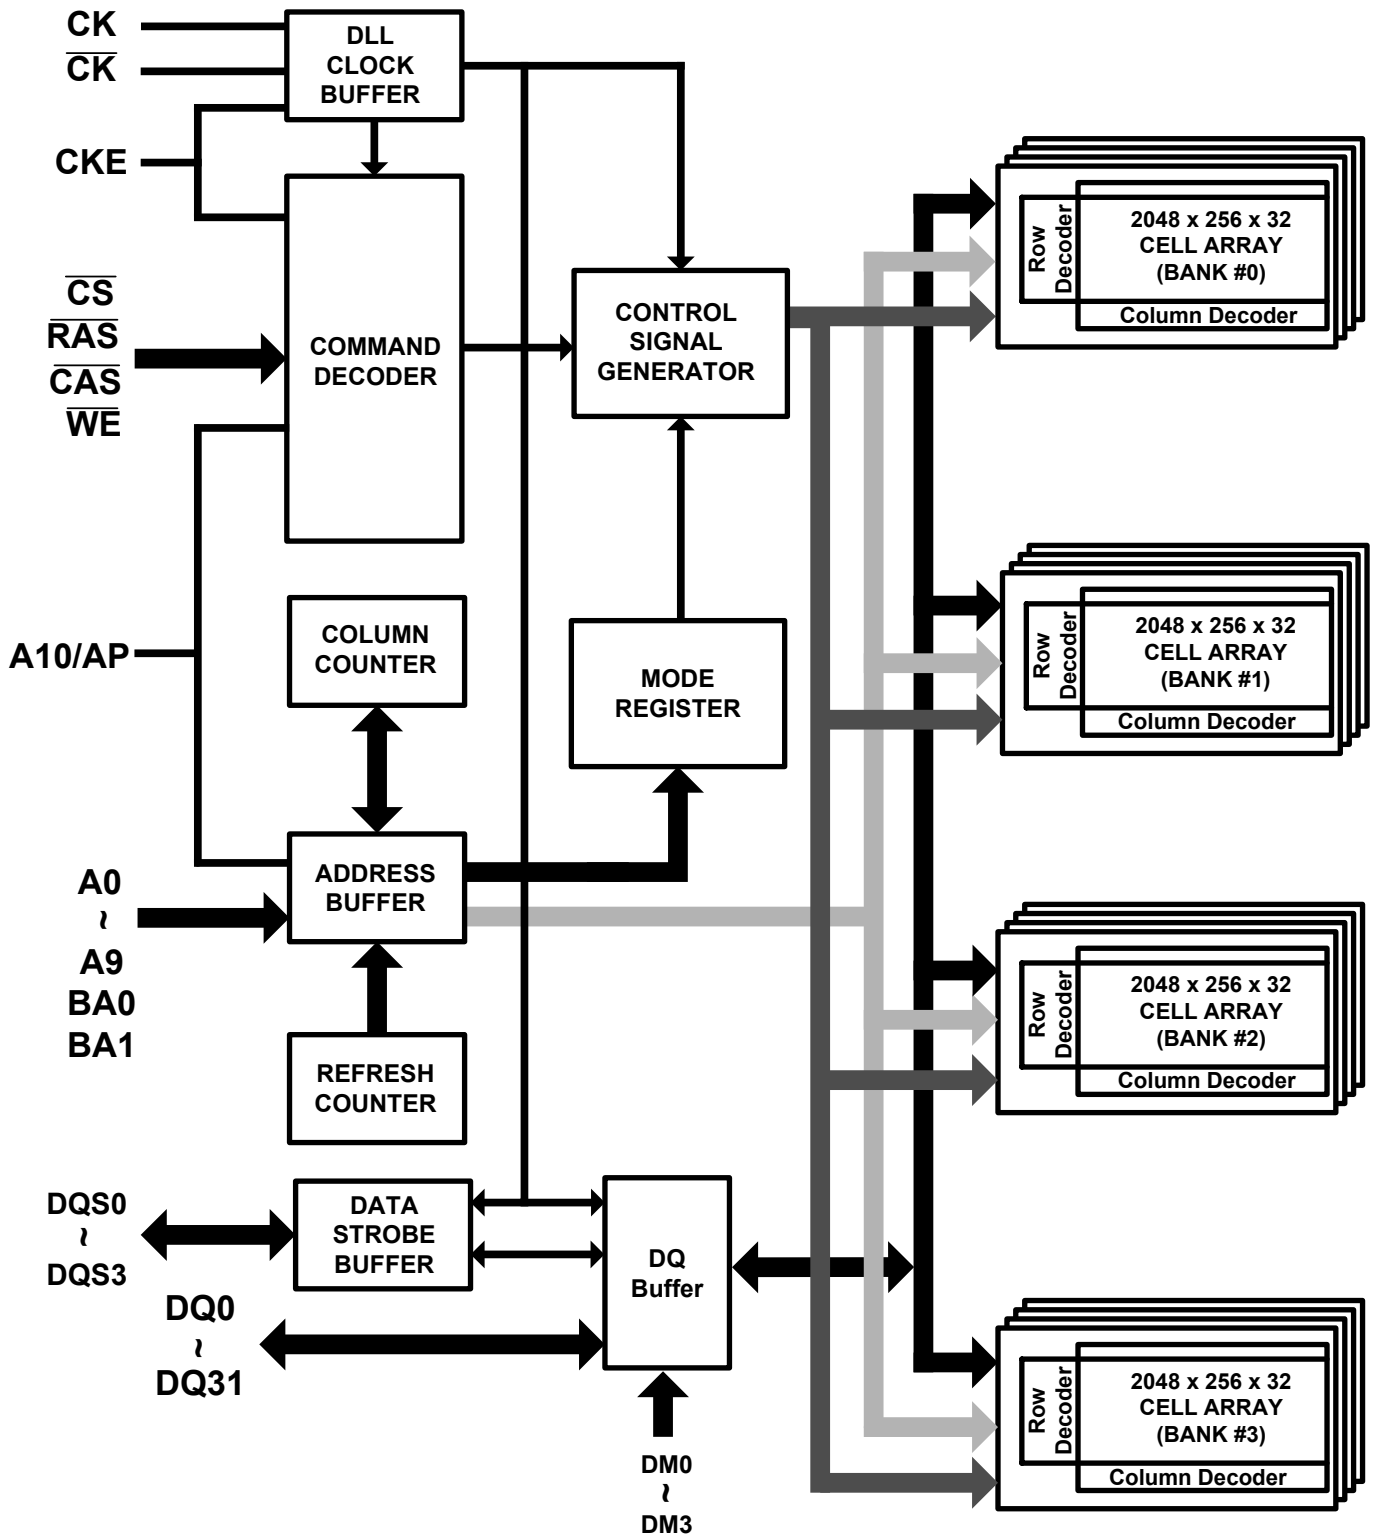 CK
CK
CKE
CS
RAS
CAS
WE
A10/AP
A0
~
A9
BA0
BA1
DQS0
~
DQS3
DQ0
~
DQ31
DLL
CLOCK
BUFFER
COMMAND
DECODER
COLUMN
COUNTER
ADDRESS
BUFFER
REFRESH
COUNTER
DATA
STROBE
BUFFER
CONTROL
SIGNAL
GENERATOR
MODE
REGISTER
DQ
Buffer
DM0
~
DM3
Row
Decoder
2048 x 256 x 32
CELL ARRAY
(BANK #0)
Column Decoder
Row
Decoder
2048 x 256 x 32
CELL ARRAY
(BANK #1)
Column Decoder
Row
Decoder
2048 x 256 x 32
CELL ARRAY
(BANK #2)
Column Decoder
Row
Decoder
2048 x 256 x 32
CELL ARRAY
(BANK #3)
Column Decoder